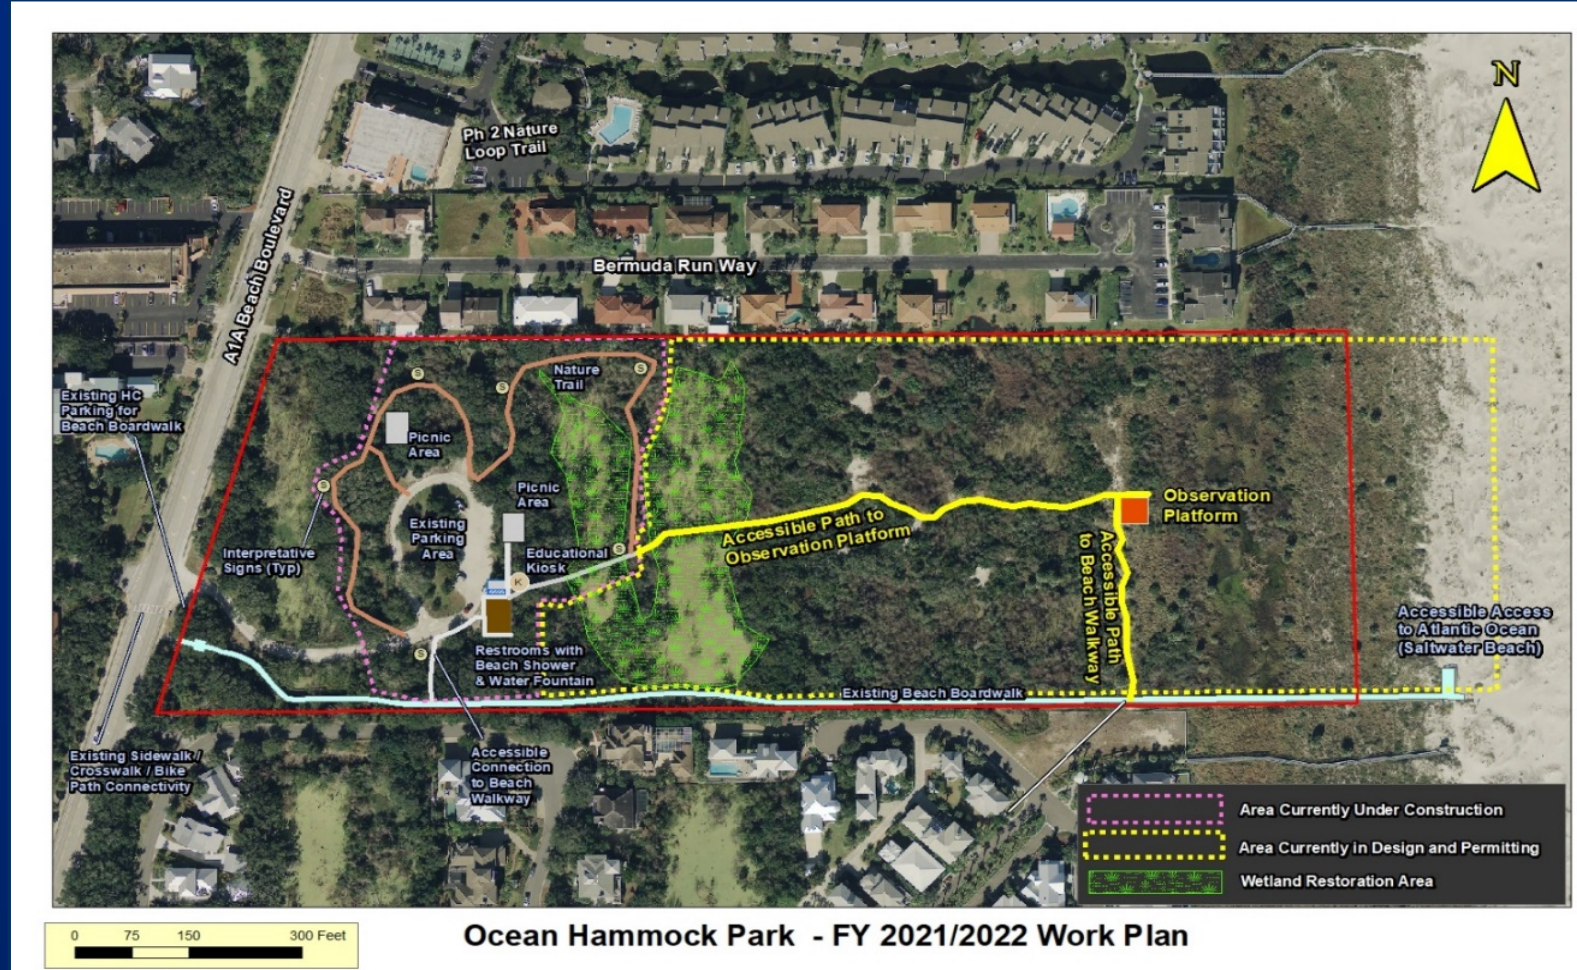 N
Ph 2 Nature
Loop Trail
A1A Beach Boulevard
Bermuda Run Way
Existing HC
Parking for
Beach Boardwalk
S
S
S
Nature
Trail
Picnic
Area
S
Picnic
Area
Existing
Parking
Area
Observation
Platform
Accessible Path to
Observation Platform
Interpretative
Signs (Typ)
Educational
Kiosk
S
K
Accessible Path
to Beach Walkway
Accessible Access
to Atlantic Ocean
(Saltwater Beach)
S
Restrooms with
Beach Shower
& Water Fountain
Existing Beach Boardwalk
Existing Sidewalk /
Crosswalk / Bike
Path Connectivity
Accessible
Connection
to Beach
Walkway
Area Currently Under Construction
Area Currently in Design and Permitting
Wetland Restoration Area
0 75 150 300 Feet
Ocean Hammock Park - FY 2021/2022 Work Plan